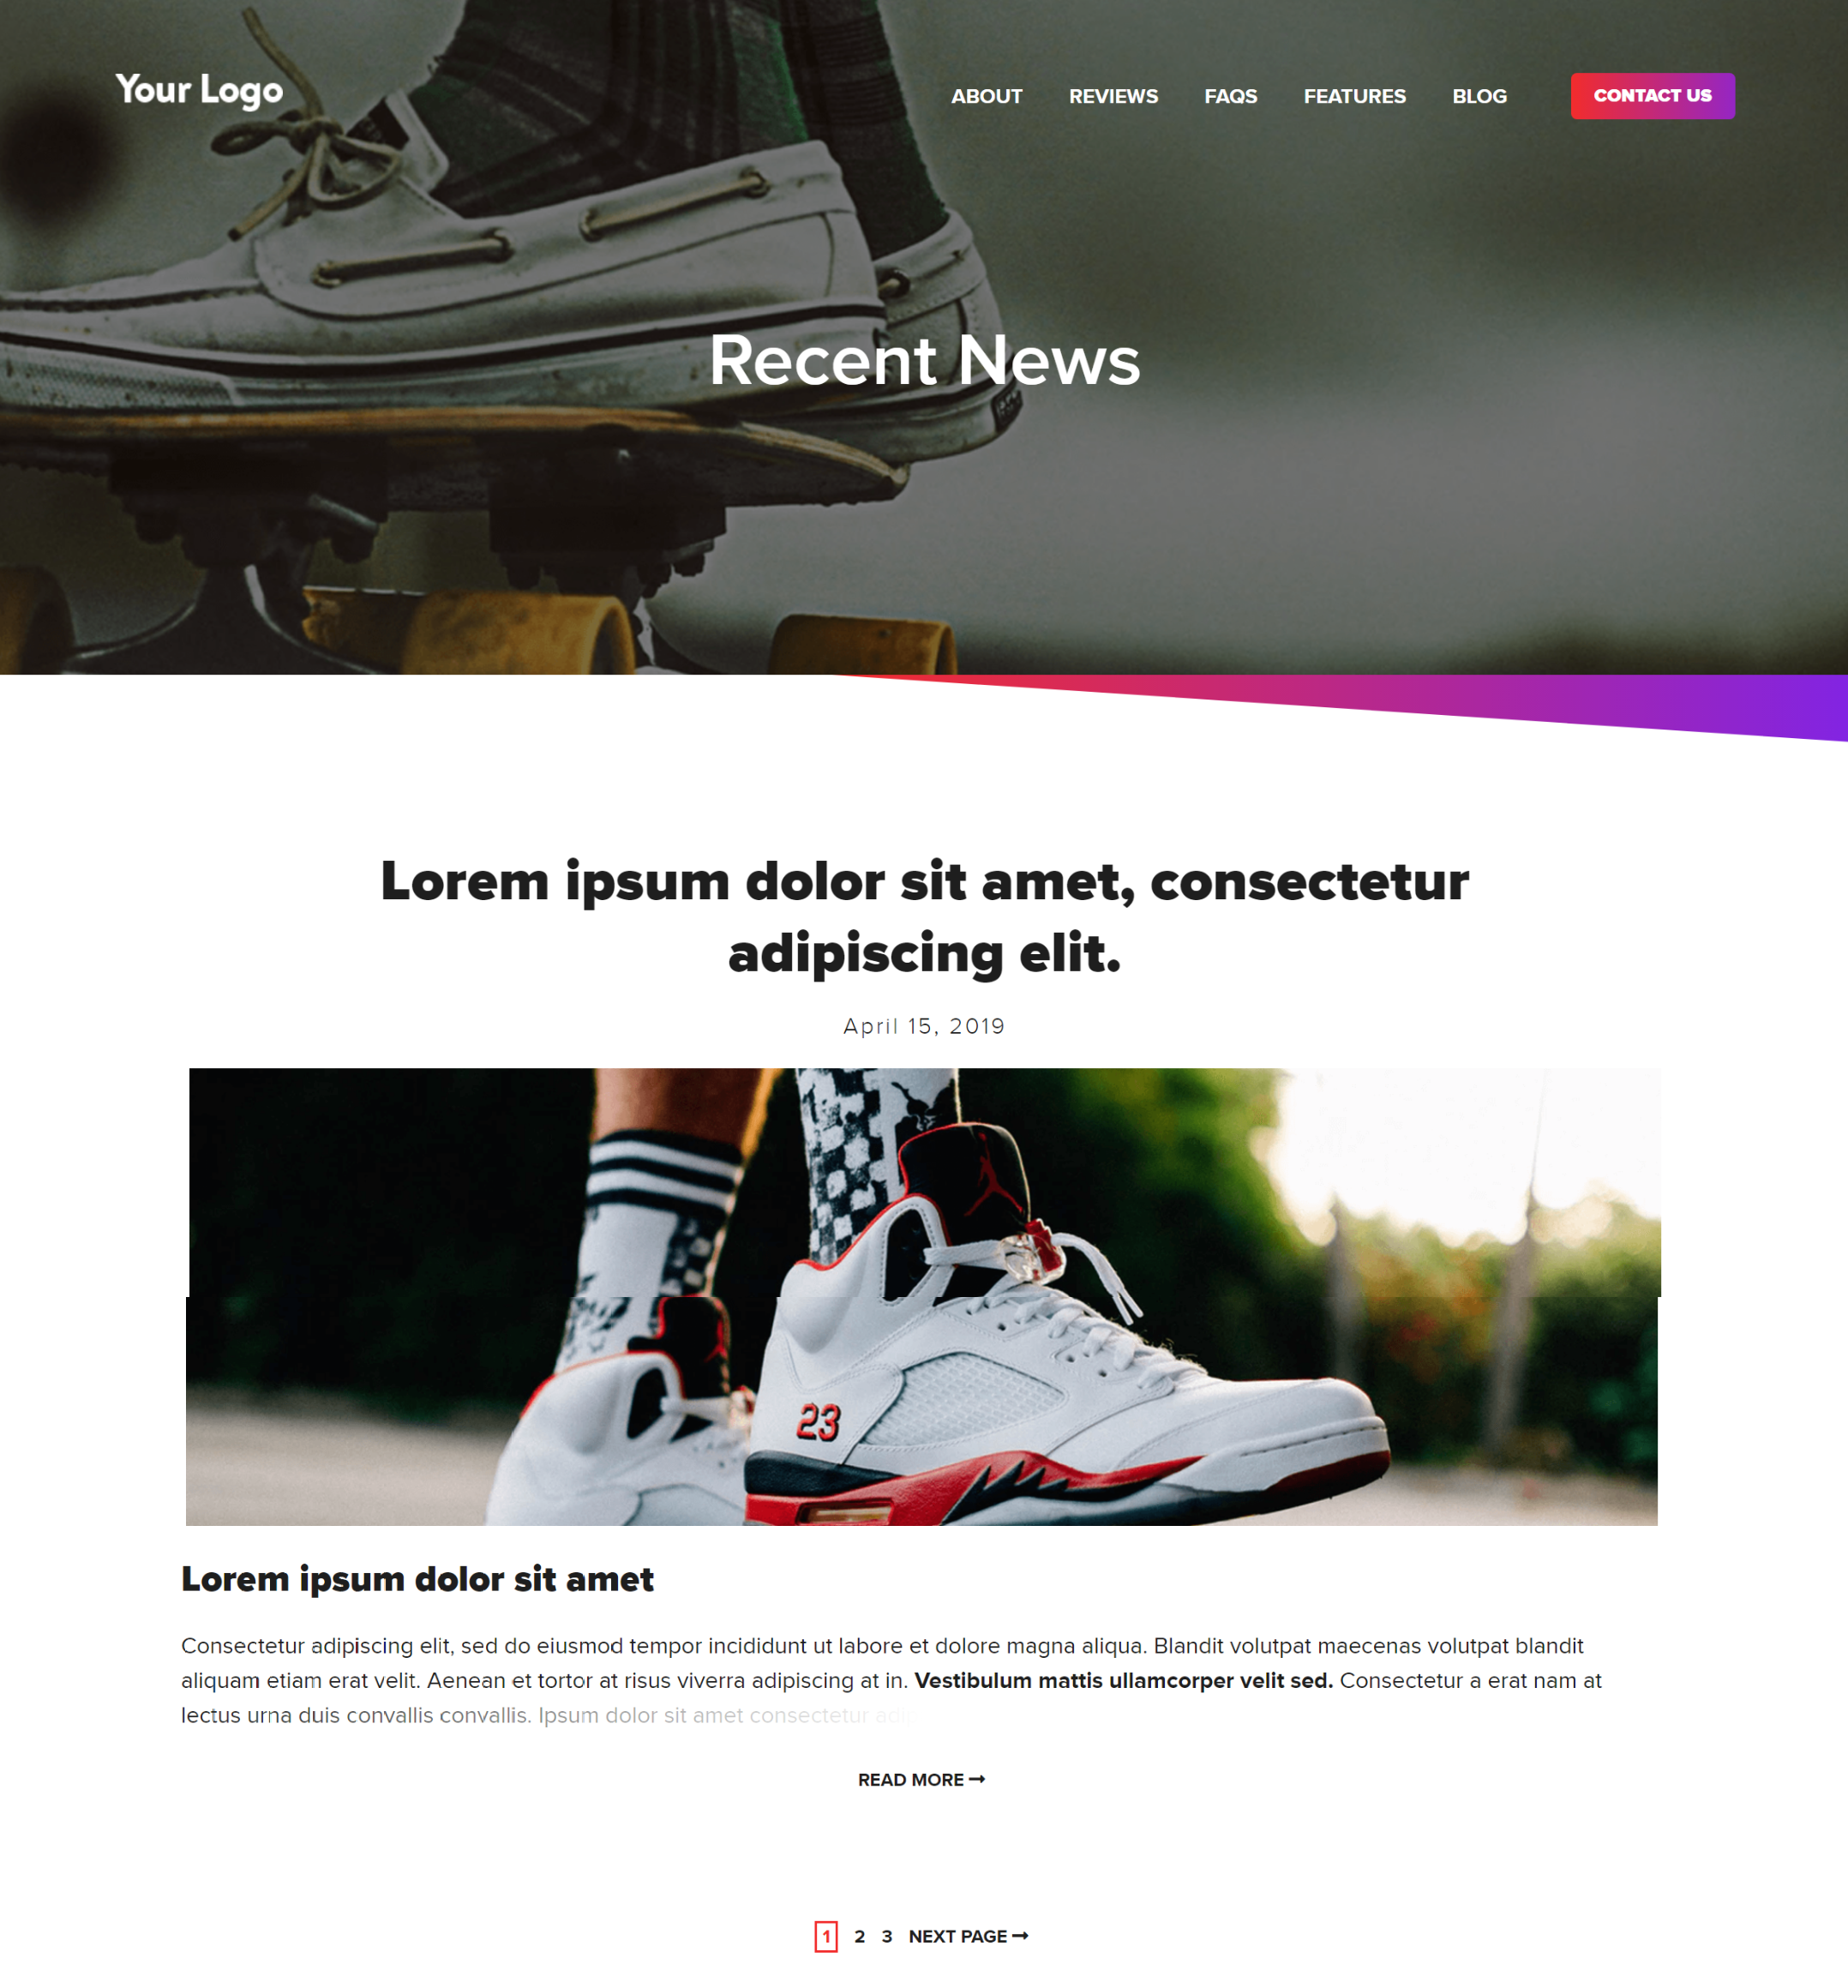 Your Logo
ABOUT REVIEWS FAQS FEATURES BLOG CONTACT US
Recent News
Lorem ipsum dolor sit amet, consectetur
adipiscing elit.
April 15, 2019
23
Lorem ipsum dolor sit amet
Consectetur adipiscing elit, sed do eiusmod tempor incididunt ut labore et dolore magna aliqua. Blandit volutpat maecenas volutpat blandit
aliquam etiam erat velit. Aenean et tortor at risus viverra adipiscing at in. Vestibulum mattis ullamcorper velit sed. Consectetur a erat nam at
lectus urna duis convallis convallis. Ipsum dolor sit amet consectetur
READ MORE
1 2 3 NEXT PAGE